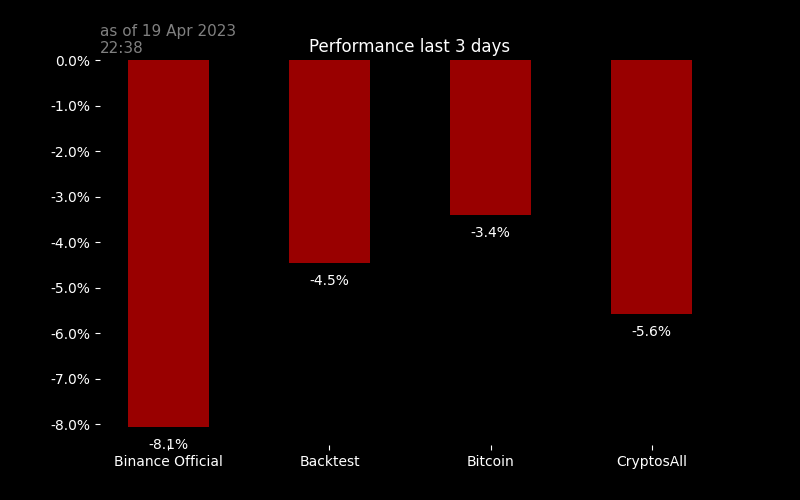 as of 19 Apr 2023
22:38
Performance last 3 days
0.0%
-1.0%
-2.0%
-3.0%
-4.0%
-5.0%
-6.0%
-7.0%
-8.0%
-8.1%
-4.5%
-3.4%
-5.6%
Binance Official
Backtest
Bitcoin
CryptosAll